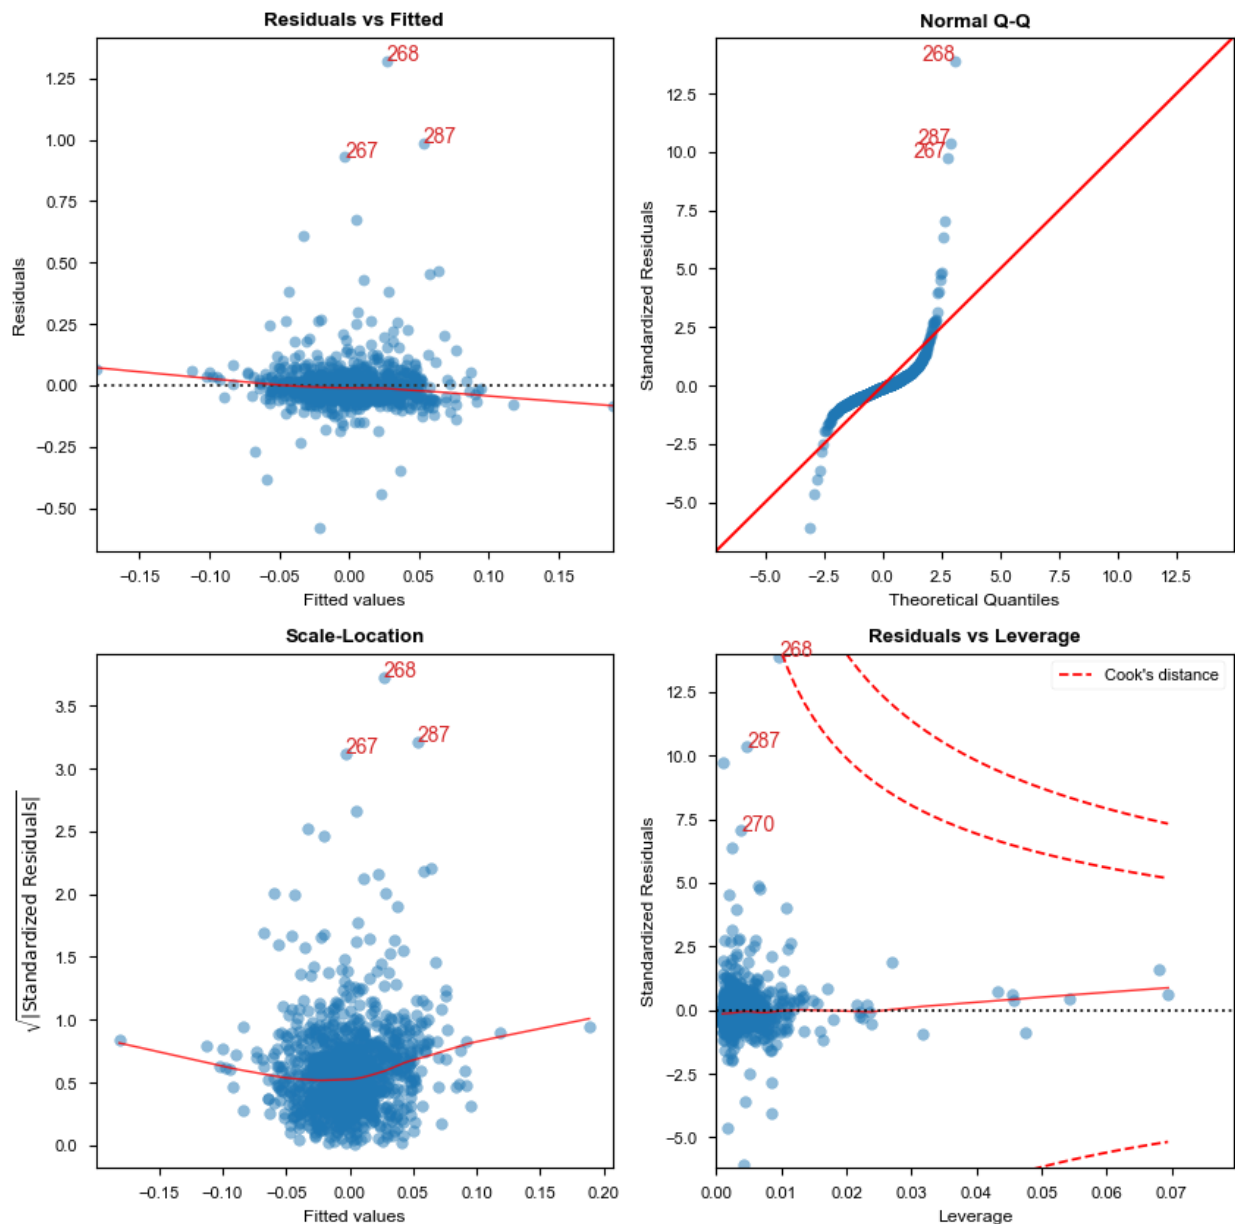 Residuals vs Fitted
268
287
267
1.25
1.00
0.75
0.50
0.25
0.00
−0.25
−0.50
Residuals
−0.15 −0.10 −0.05 0.00 0.05 0.10 0.15
Fitted values
Normal Q-Q
268
287
267
12.5
10.0
7.5
5.0
2.5
0.0
−2.5
−5.0
Standardized Residuals
−5.0 −2.5 0.0 2.5 5.0 7.5 10.0 12.5
Theoretical Quantiles
Scale-Location
268
287
267
3.5
3.0
2.5
2.0
1.5
1.0
0.5
0.0
√|Standardized Residuals|
−0.15 −0.10 −0.05 0.00 0.05 0.10 0.15 0.20
Fitted values
Residuals vs Leverage
268
Cook's distance
287
270
12.5
10.0
7.5
5.0
2.5
0.0
−2.5
−5.0
Standardized Residuals
0.00 0.01 0.02 0.03 0.04 0.05 0.06 0.07
Leverage